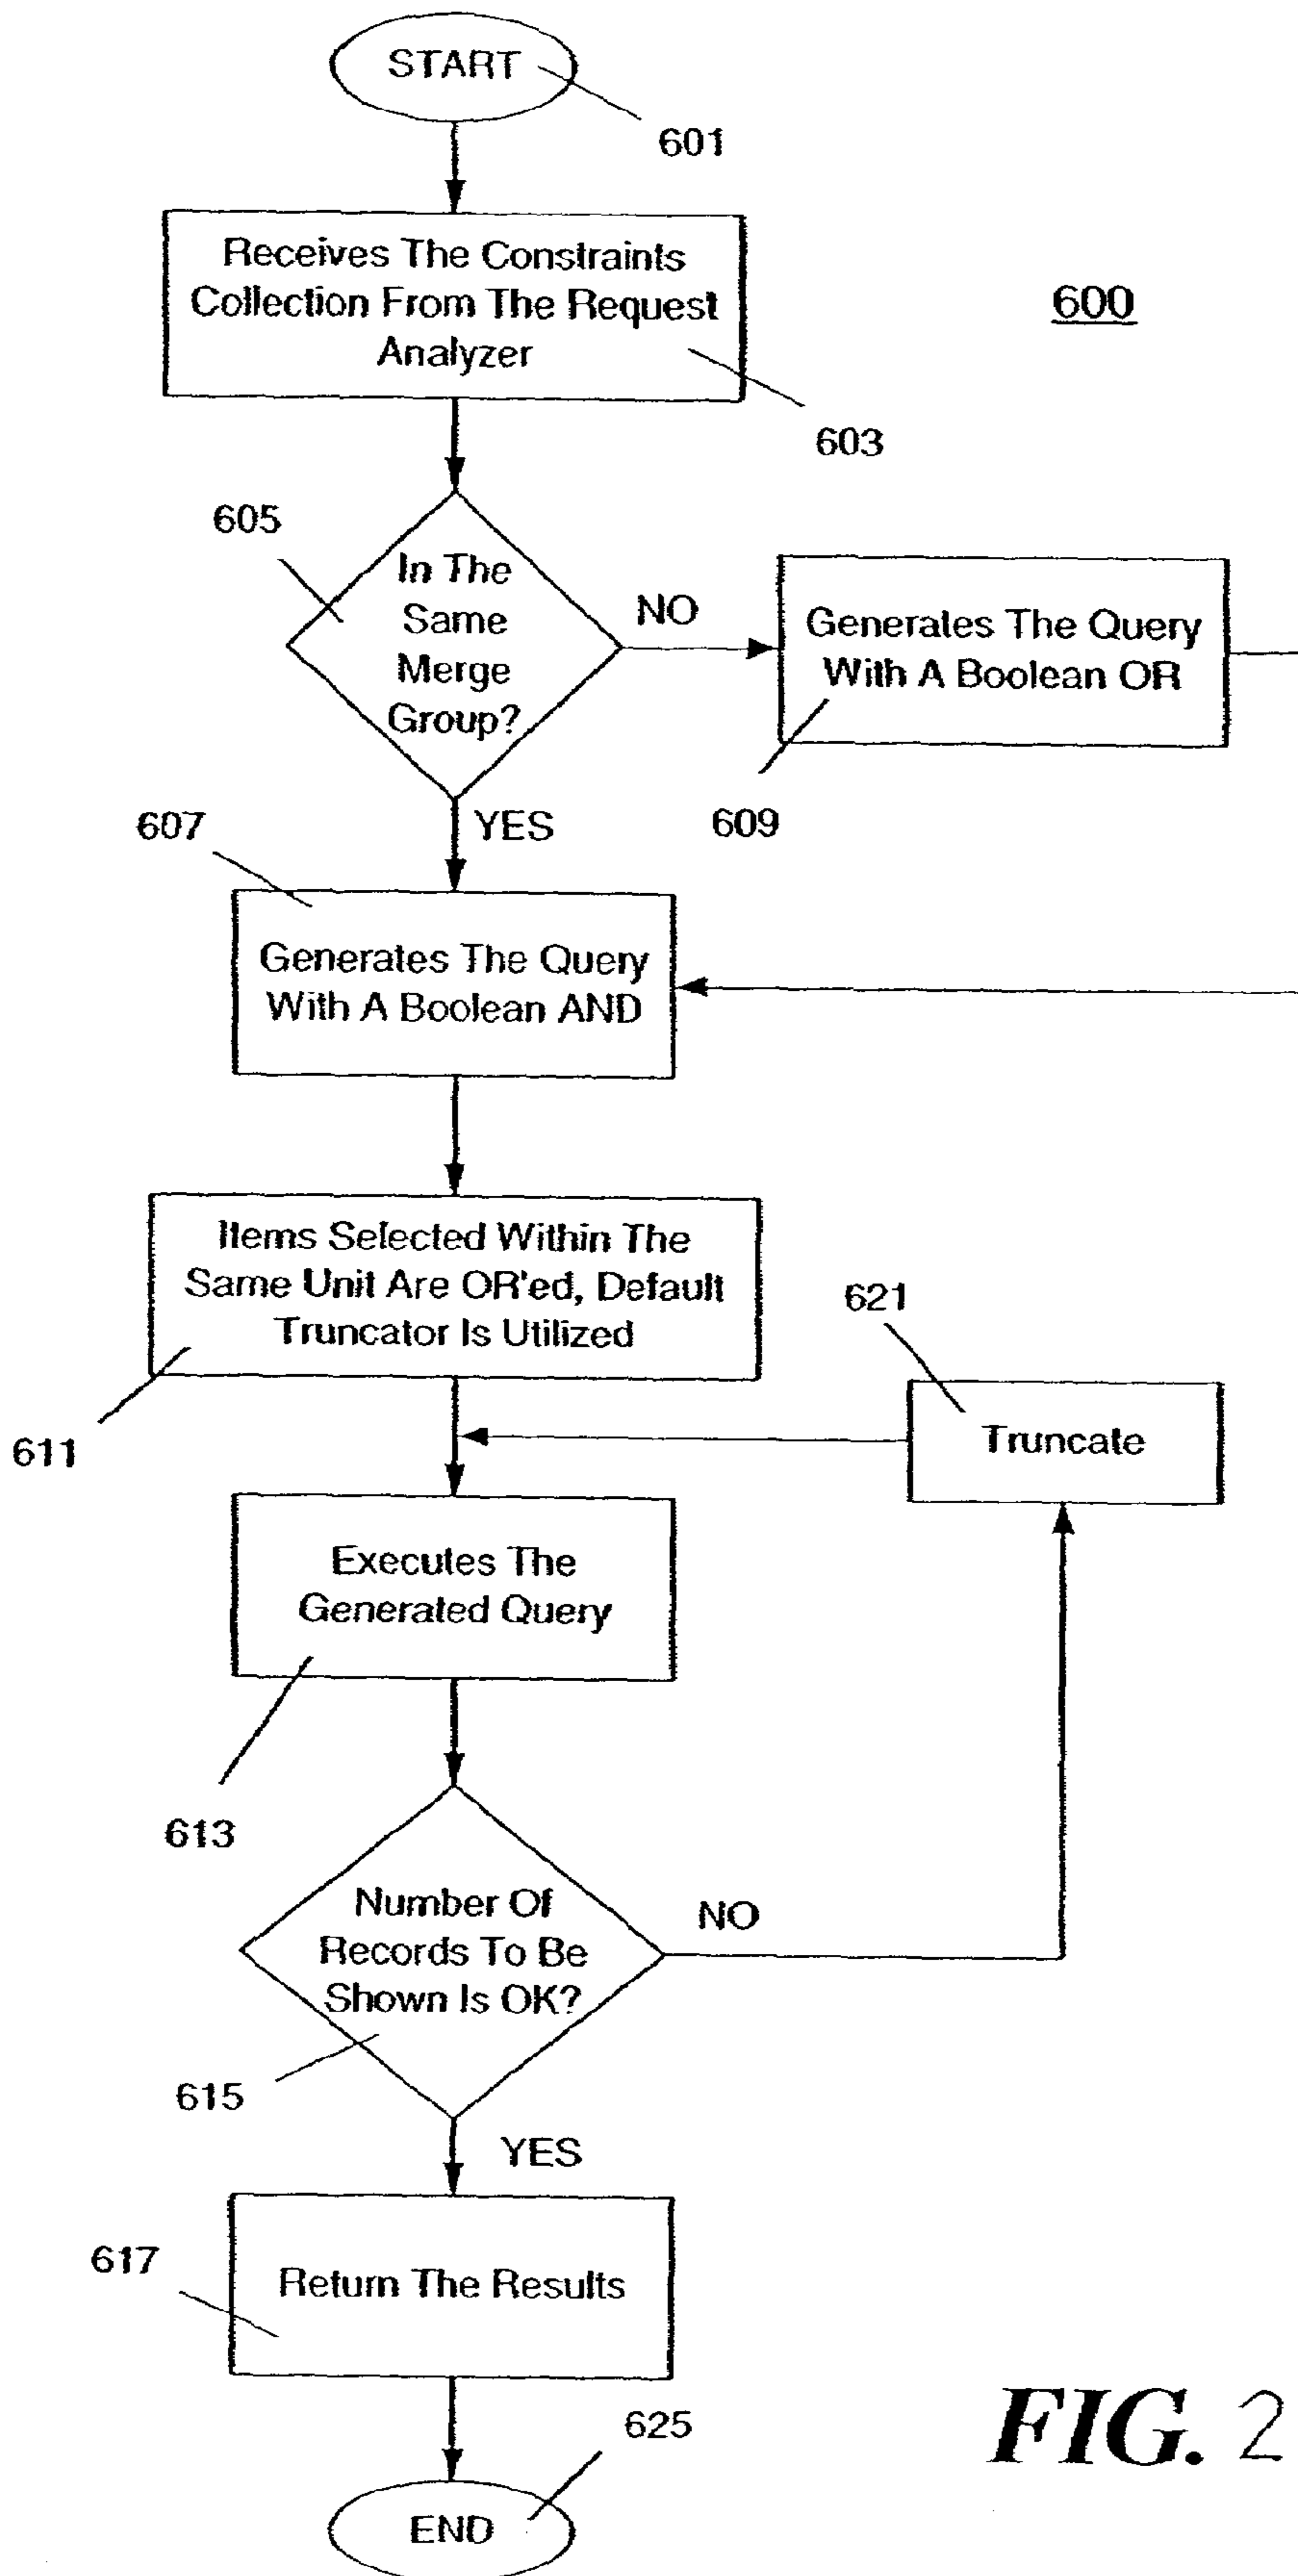 START
601
Receives The Constraints
Collection From The Request
Analyzer
600
603
605
In The
Same
Merge
Group?
NO
Generates The Query
With A Boolean OR
609
YES
607
Generates The Query
With A Boolean AND
Items Selected Within The
Same Unit Are OR'ed, Default
Truncator Is Utilized
611
621
Truncate
Executes The
Generated Query
613
Number Of
Records To Be
Shown Is OK?
NO
615
YES
617
Return The Results
625
END
FIG. 2